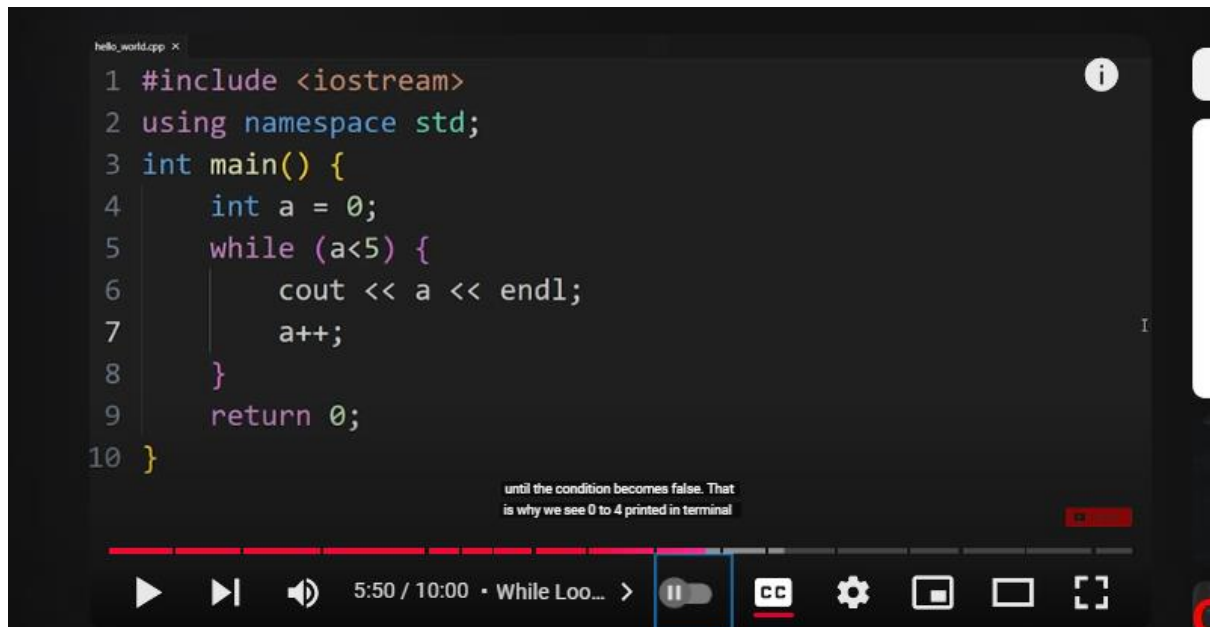 hello_world.cpp ×
1 #include <iostream>
2 using namespace std;
3 int main() {
4     int a = 0;
5     while (a<5) {
6         cout << a << endl;
7         a++;
8     }
9     return 0;
10 }
until the condition becomes false. That
is why we see 0 to 4 printed in terminal
5:50 / 10:00 • While Loo... >
CC